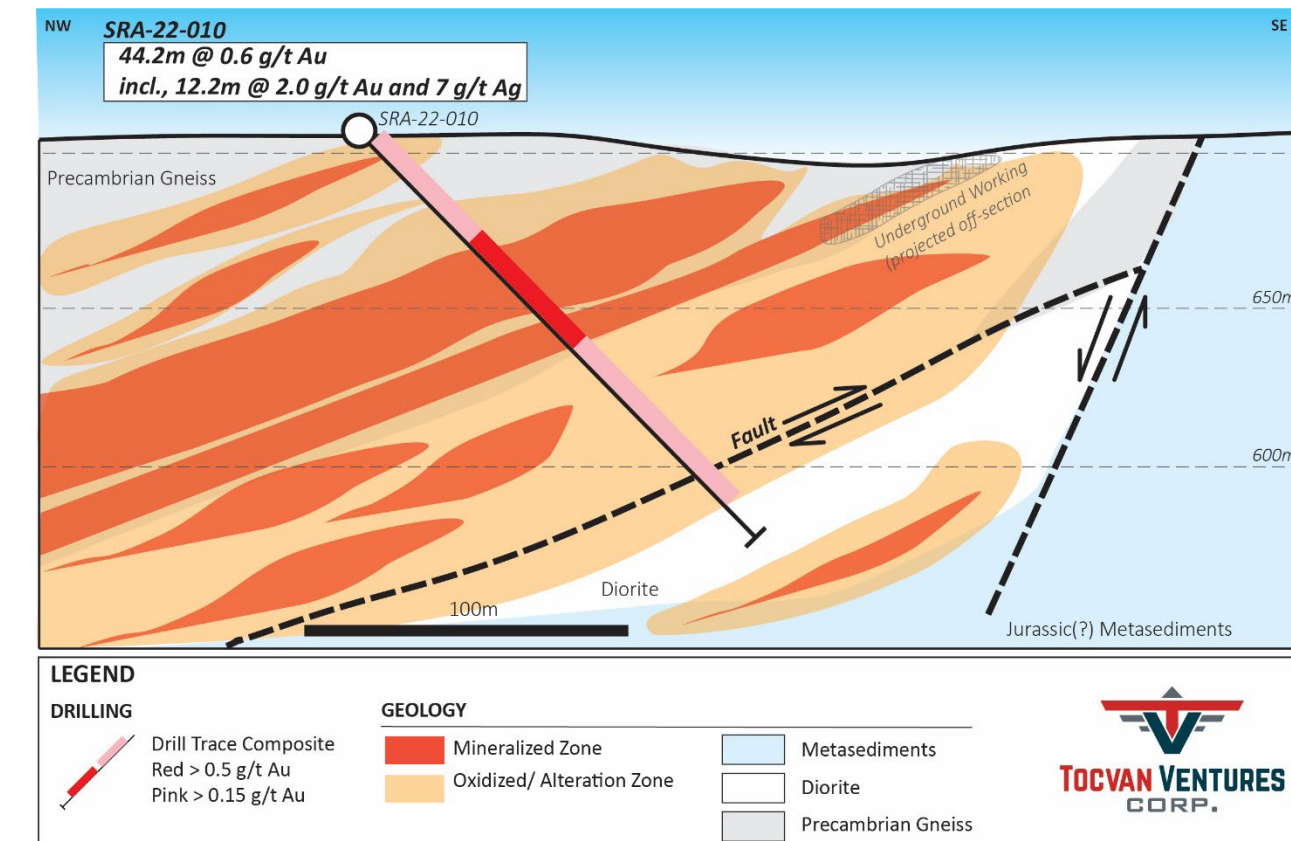 NW
SRA-22-010
SE
44.2m @ 0.6 g/t Au
incl., 12.2m @ 2.0 g/t Au and 7 g/t Ag
SRA-22-010
Precambrian Gneiss
Underground Working
(projected off-section
650m
Fault
600m
Diorite
100m
Jurassic(?) Metasediments
LEGEND
DRILLING
Drill Trace Composite
Red > 0.5 g/t Au
Pink > 0.15 g/t Au
GEOLOGY
Mineralized Zone
Oxidized/ Alteration Zone
Metasediments
Diorite
Precambrian Gneiss
TOCVAN VENTURES
CORP.